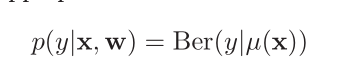 p(y|x, w) = Ber(y|μ(x))